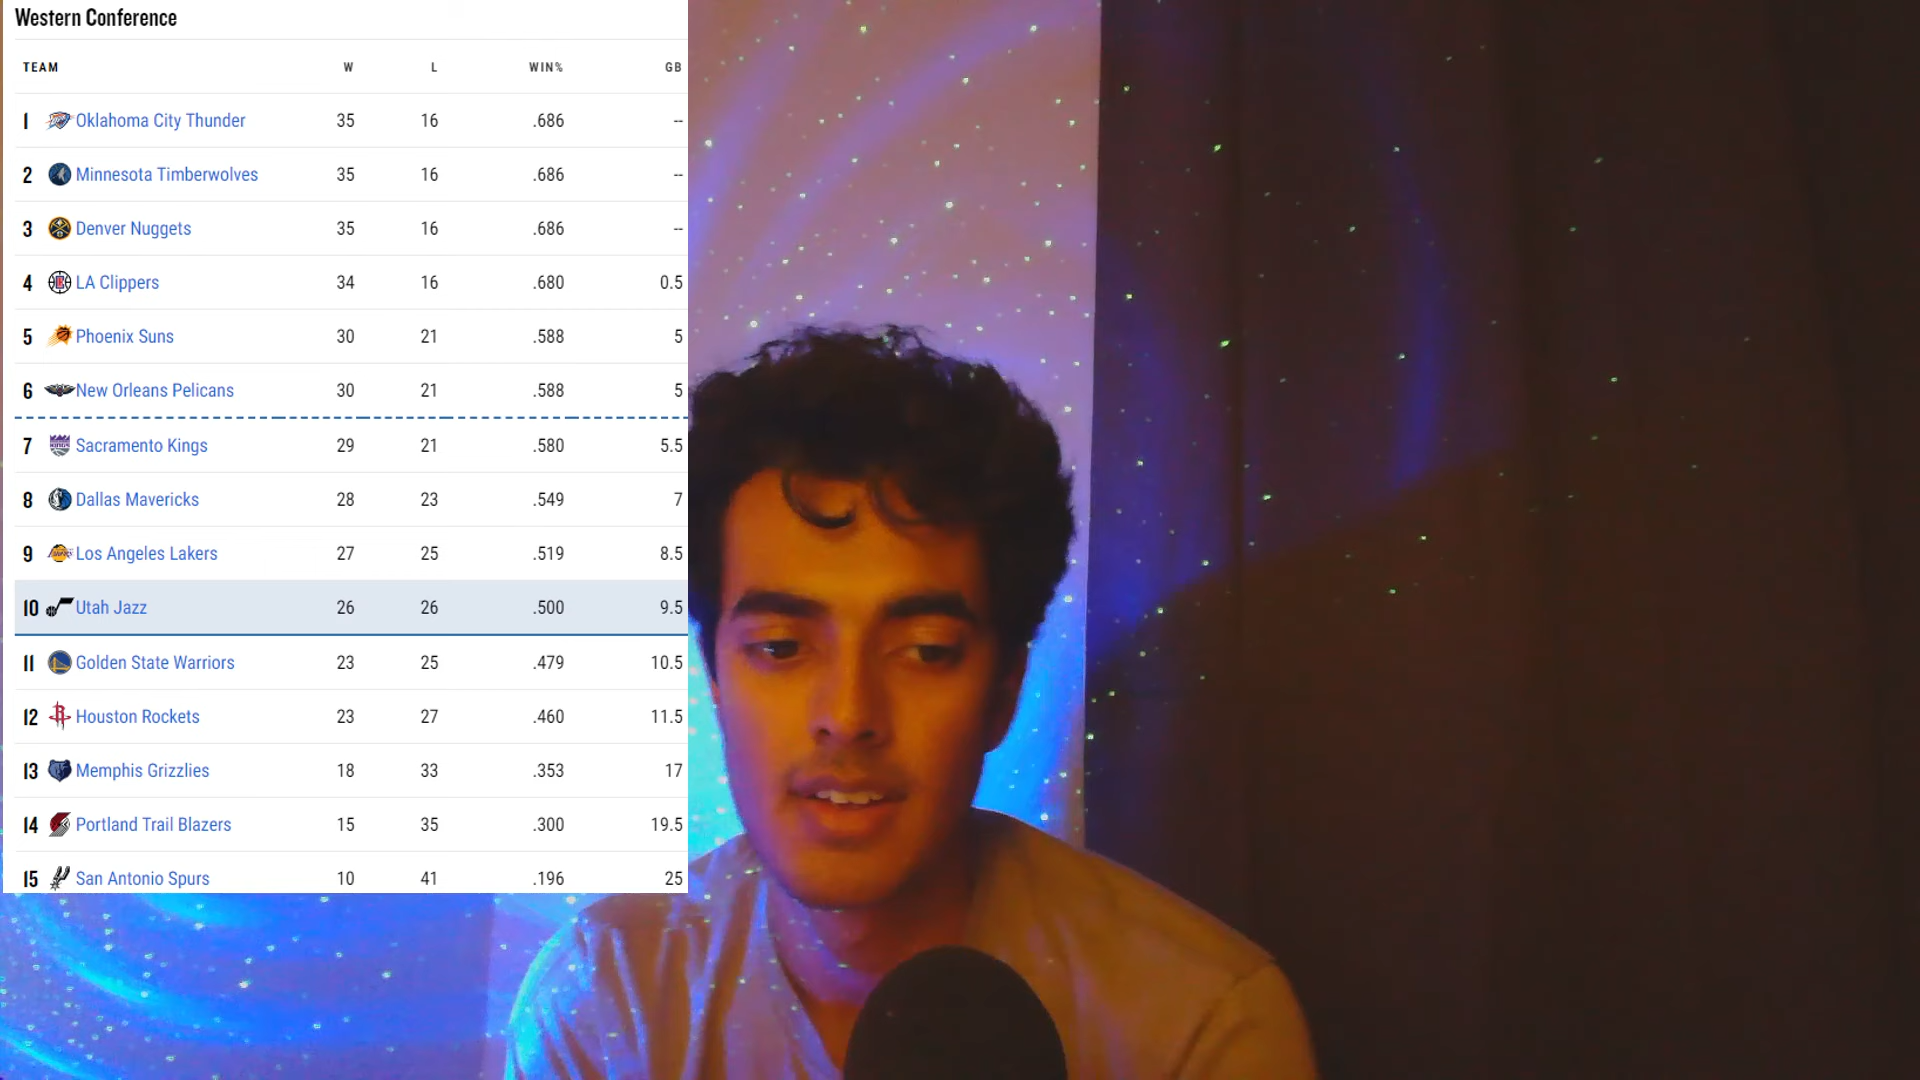 Western Conference
TEAM W L WIN% GB
1 Oklahoma City Thunder 35 16 .686 --
2 Minnesota Timberwolves 35 16 .686 --
3 Denver Nuggets 35 16 .686 --
4 LA Clippers 34 16 .680 0.5
5 Phoenix Suns 30 21 .588 5
6 New Orleans Pelicans 30 21 .588 5
7 Sacramento Kings 29 21 .580 5.5
8 Dallas Mavericks 28 23 .549 7
9 Los Angeles Lakers 27 25 .519 8.5
10 Utah Jazz 26 26 .500 9.5
11 Golden State Warriors 23 25 .479 10.5
12 Houston Rockets 23 27 .460 11.5
13 Memphis Grizzlies 18 33 .353 17
14 Portland Trail Blazers 15 35 .300 19.5
15 San Antonio Spurs 10 41 .196 25